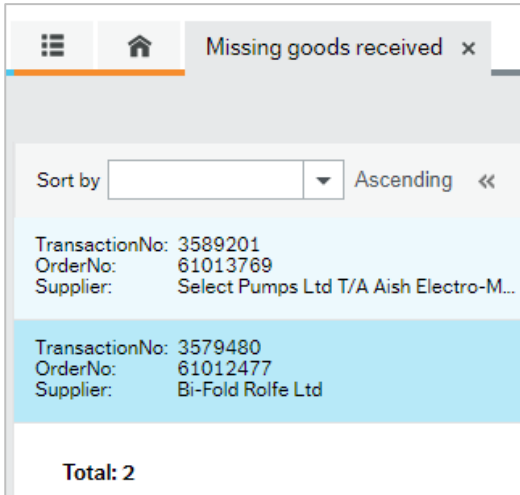 Missing goods received ×
Sort by Ascending «
TransactionNo: 3589201
OrderNo: 61013769
Supplier: Select Pumps Ltd T/A Aish Electro-M...
TransactionNo: 3579480
OrderNo: 61012477
Supplier: Bi-Fold Rolfe Ltd
Total: 2